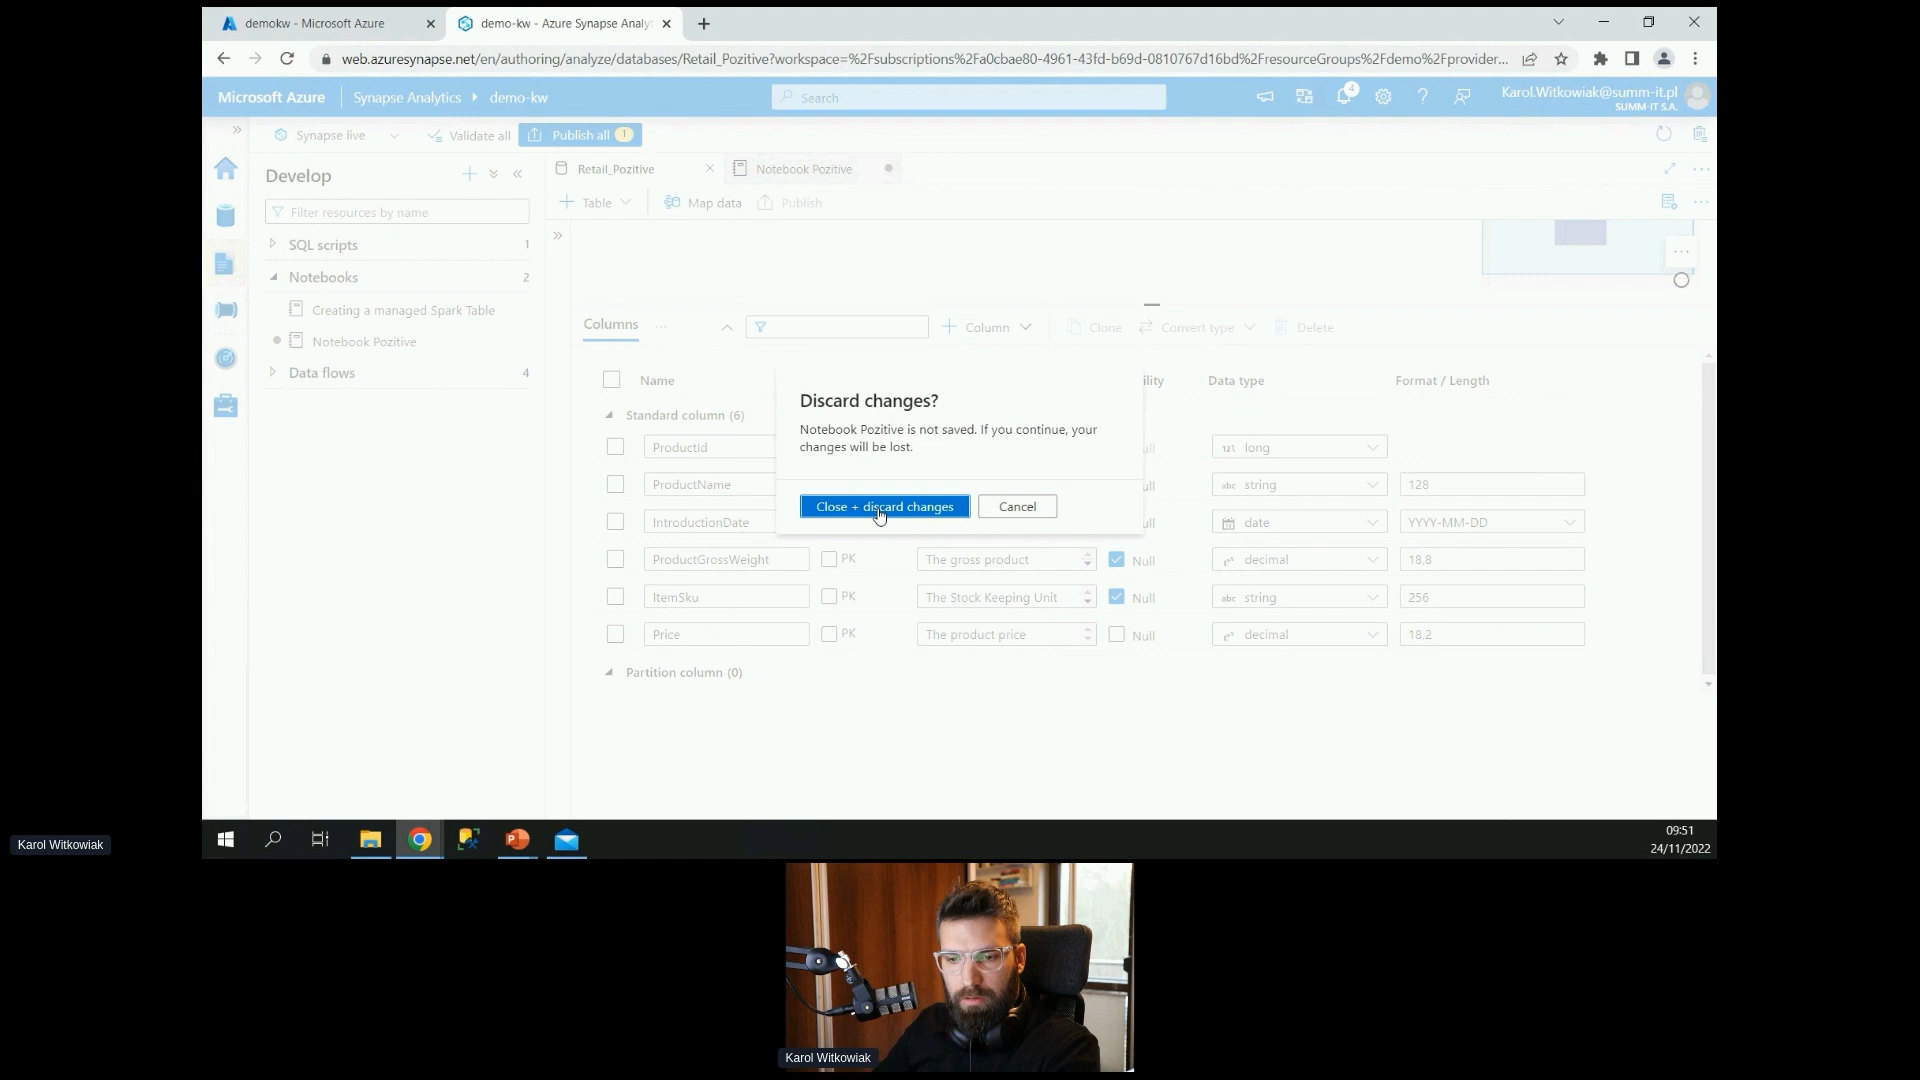 demokw - Microsoft Azure
demo-kw - Azure Synapse Analy
web.azuresynapse.net/en/authoring/analyze/databases/Retail_Pozitive?workspace=%2Fsubscriptions%2Fa0cbae80-4961-43fd-b69d-0810767d16bd%2FresourceGroups%2Fdemo%2Fprovider...
Microsoft Azure
Synapse Analytics
demo-kw
Search
4
Karol.Witkowiak@summ-it.pl
SUMM-IT S.A.
Synapse live
Validate all
Publish all
1
Develop
Retail_Pozitive
Notebook Pozitive
Table
Map data
Publish
Filter resources by name
SQL scripts 1
Notebooks 2
Creating a managed Spark Table
Notebook Pozitive
Data flows 4
Columns
Column
Clone
Convert type
Delete
Name
ility
Data type
Format / Length
Standard column (6)
Discard changes?
Notebook Pozitive is not saved. If you continue, your
changes will be lost.
Close + discard changes
Cancel
ProductId
ull
123 long
ProductName
ull
abc string
128
IntroductionDate
ull
date
YYYY-MM-DD
ProductGrossWeight
PK
The gross product
Null
decimal
18,8
ItemSku
PK
The Stock Keeping Unit
Null
abc string
256
Price
PK
The product price
Null
decimal
18,2
Partition column (0)
09:51
24/11/2022
Karol Witkowiak
Karol Witkowiak